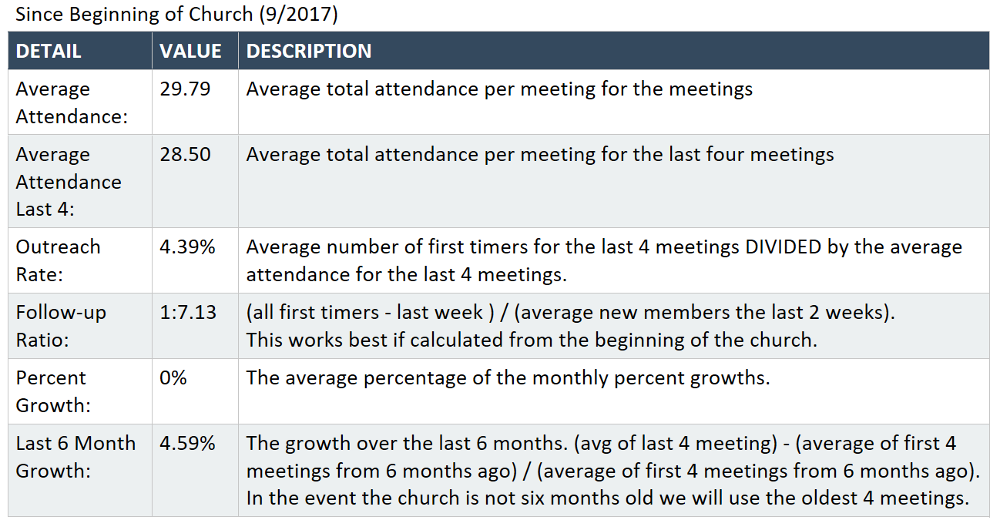 Since Beginning of Church (9/2017)
DETAIL VALUE DESCRIPTION
Average Attendance: 29.79 Average total attendance per meeting for the meetings
Average Attendance Last 4: 28.50 Average total attendance per meeting for the last four meetings
Outreach Rate: 4.39% Average number of first timers for the last 4 meetings DIVIDED by the average
attendance for the last 4 meetings.
Follow-up Ratio: 1:7.13 (all first timers - last week ) / (average new members the last 2 weeks).
This works best if calculated from the beginning of the church.
Percent Growth: 0% The average percentage of the monthly percent growths.
Last 6 Month Growth: 4.59% The growth over the last 6 months. (avg of last 4 meeting) - (average of first 4
meetings from 6 months ago) / (average of first 4 meetings from 6 months ago).
In the event the church is not six months old we will use the oldest 4 meetings.